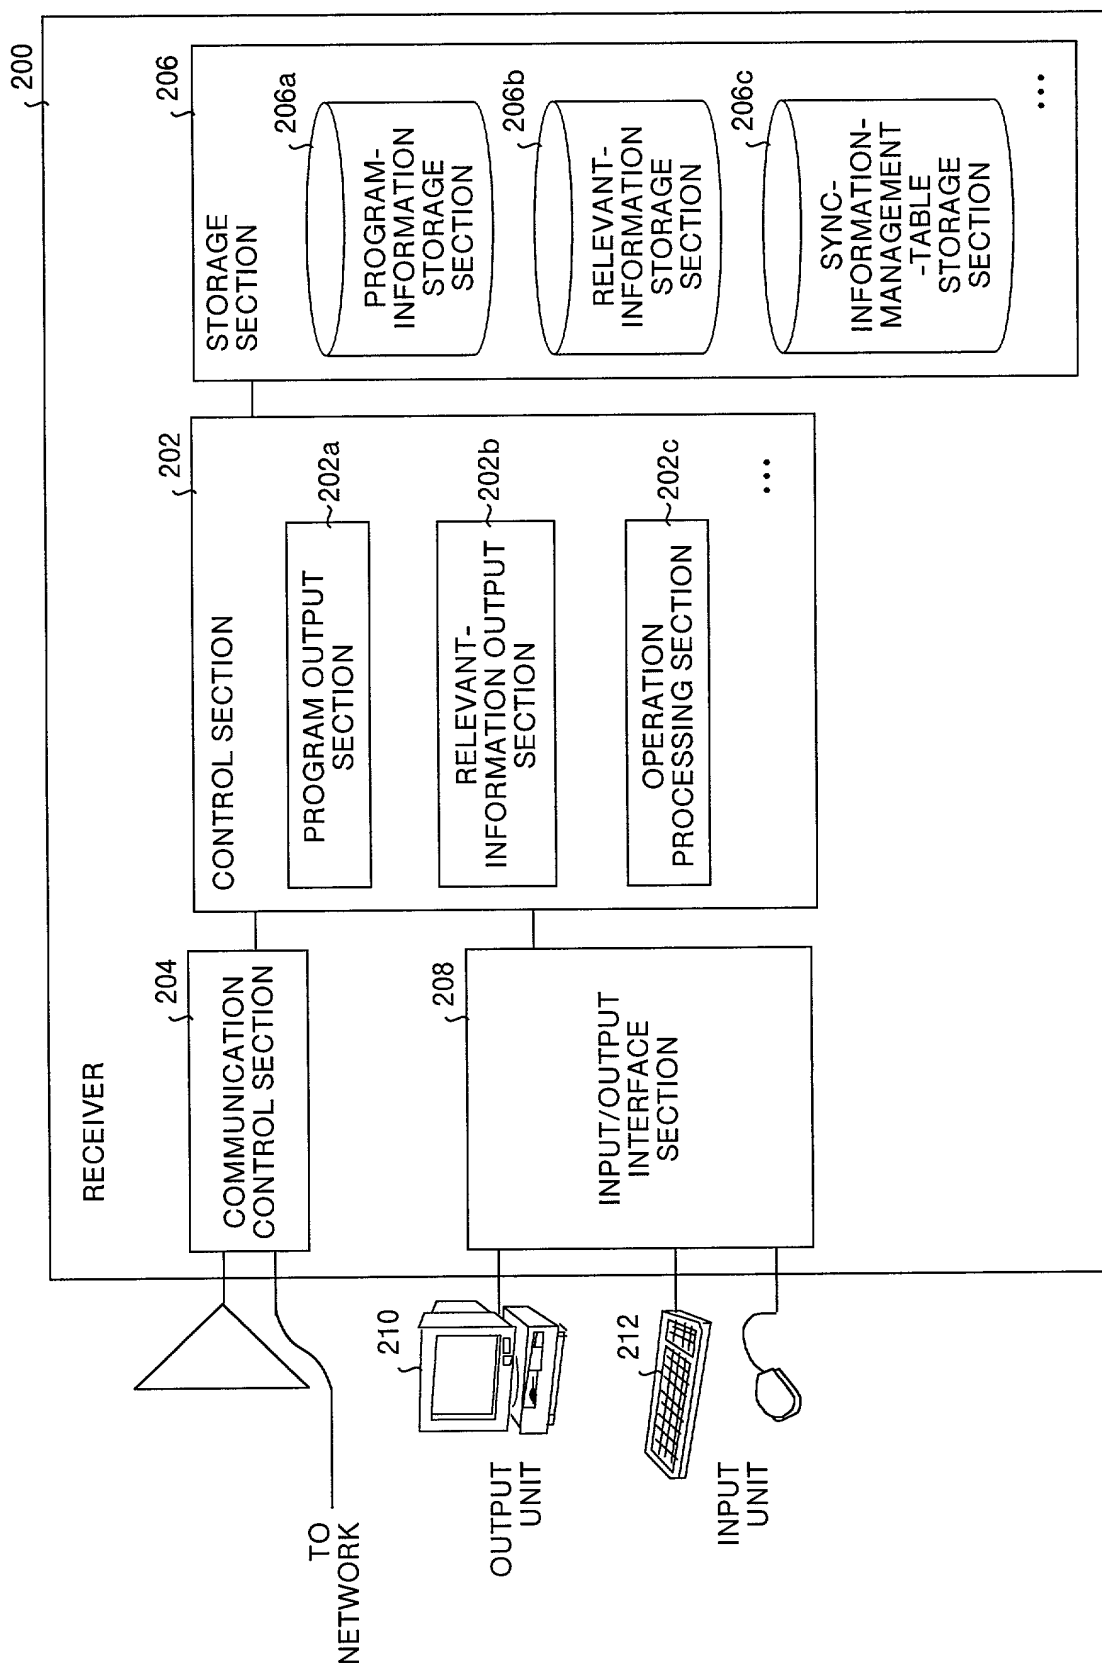 200
RECEIVER
204
COMMUNICATION
CONTROL SECTION
TO
NETWORK
208
INPUT/OUTPUT
INTERFACE
SECTION
210
OUTPUT
UNIT
212
INPUT
UNIT
202
CONTROL SECTION
202a
PROGRAM OUTPUT
SECTION
202b
RELEVANT-
INFORMATION OUTPUT
SECTION
202c
OPERATION
PROCESSING SECTION
...
206
STORAGE
SECTION
206a
PROGRAM-
INFORMATION
STORAGE
SECTION
206b
RELEVANT-
INFORMATION
STORAGE
SECTION
206c
SYNC-
INFORMATION-
MANAGEMENT
-TABLE
STORAGE
SECTION
...